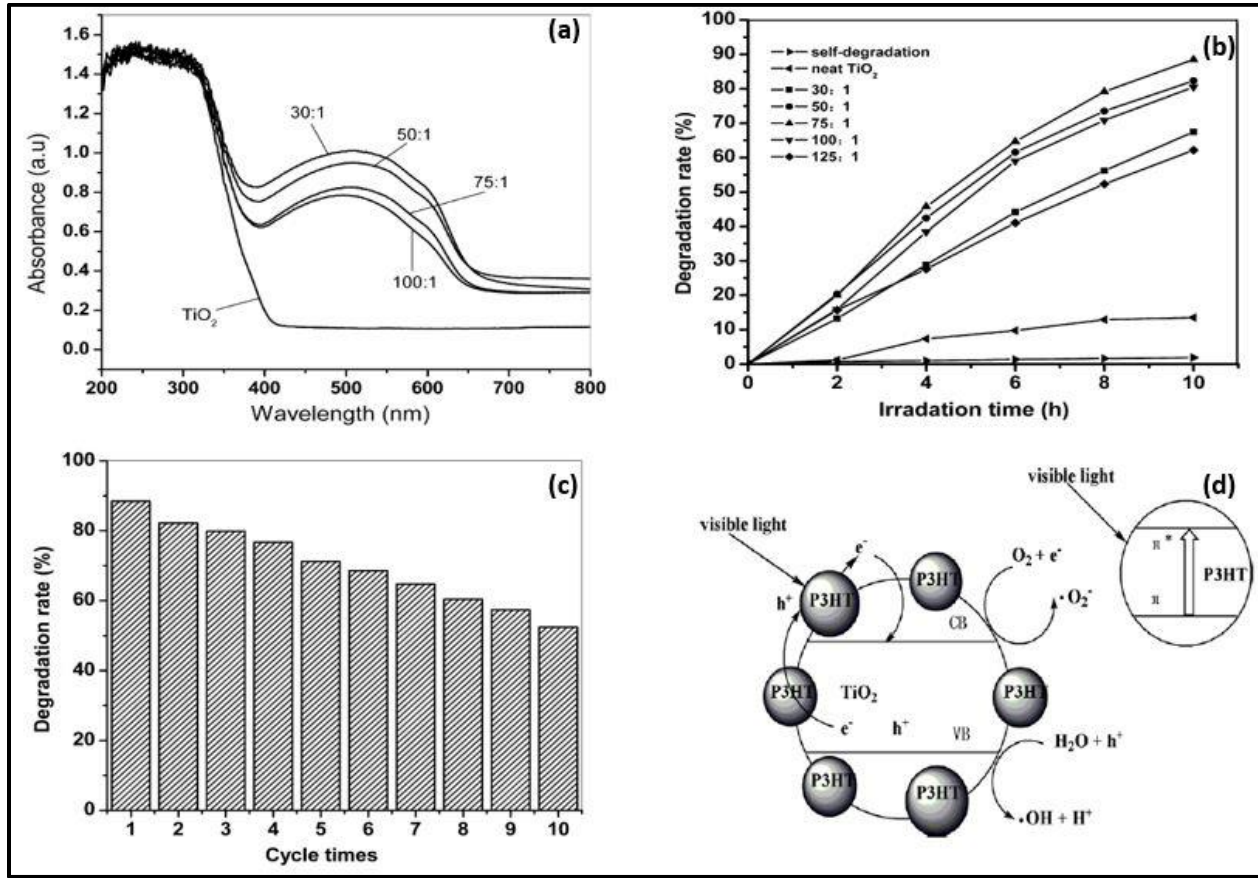 (a)
1.6
1.4
1.2
1.0
0.8
0.6
0.4
0.2
0.0
Absorbance (a.u)
30:1
50:1
75:1
100:1
TiO₂
200 300 400 500 600 700 800
Wavelength (nm)
(b)
100
90
80
70
60
50
40
30
20
10
0
Degradation rate (%)
self-degradation
neat TiO₂
30: 1
50: 1
75: 1
100: 1
125: 1
0 2 4 6 8 10
Irradation time (h)
(c)
100
80
60
40
20
0
Degradation rate (%)
1 2 3 4 5 6 7 8 9 10
Cycle times
(d)
visible light
π*
P3HT
π
visible light
e⁻
O₂ + e⁻
·O₂⁻
h⁺
P3HT
P3HT
CB
P3HT
TiO₂
P3HT
e⁻
h⁺
VB
H₂O + h⁺
P3HT
P3HT
·OH + H⁺